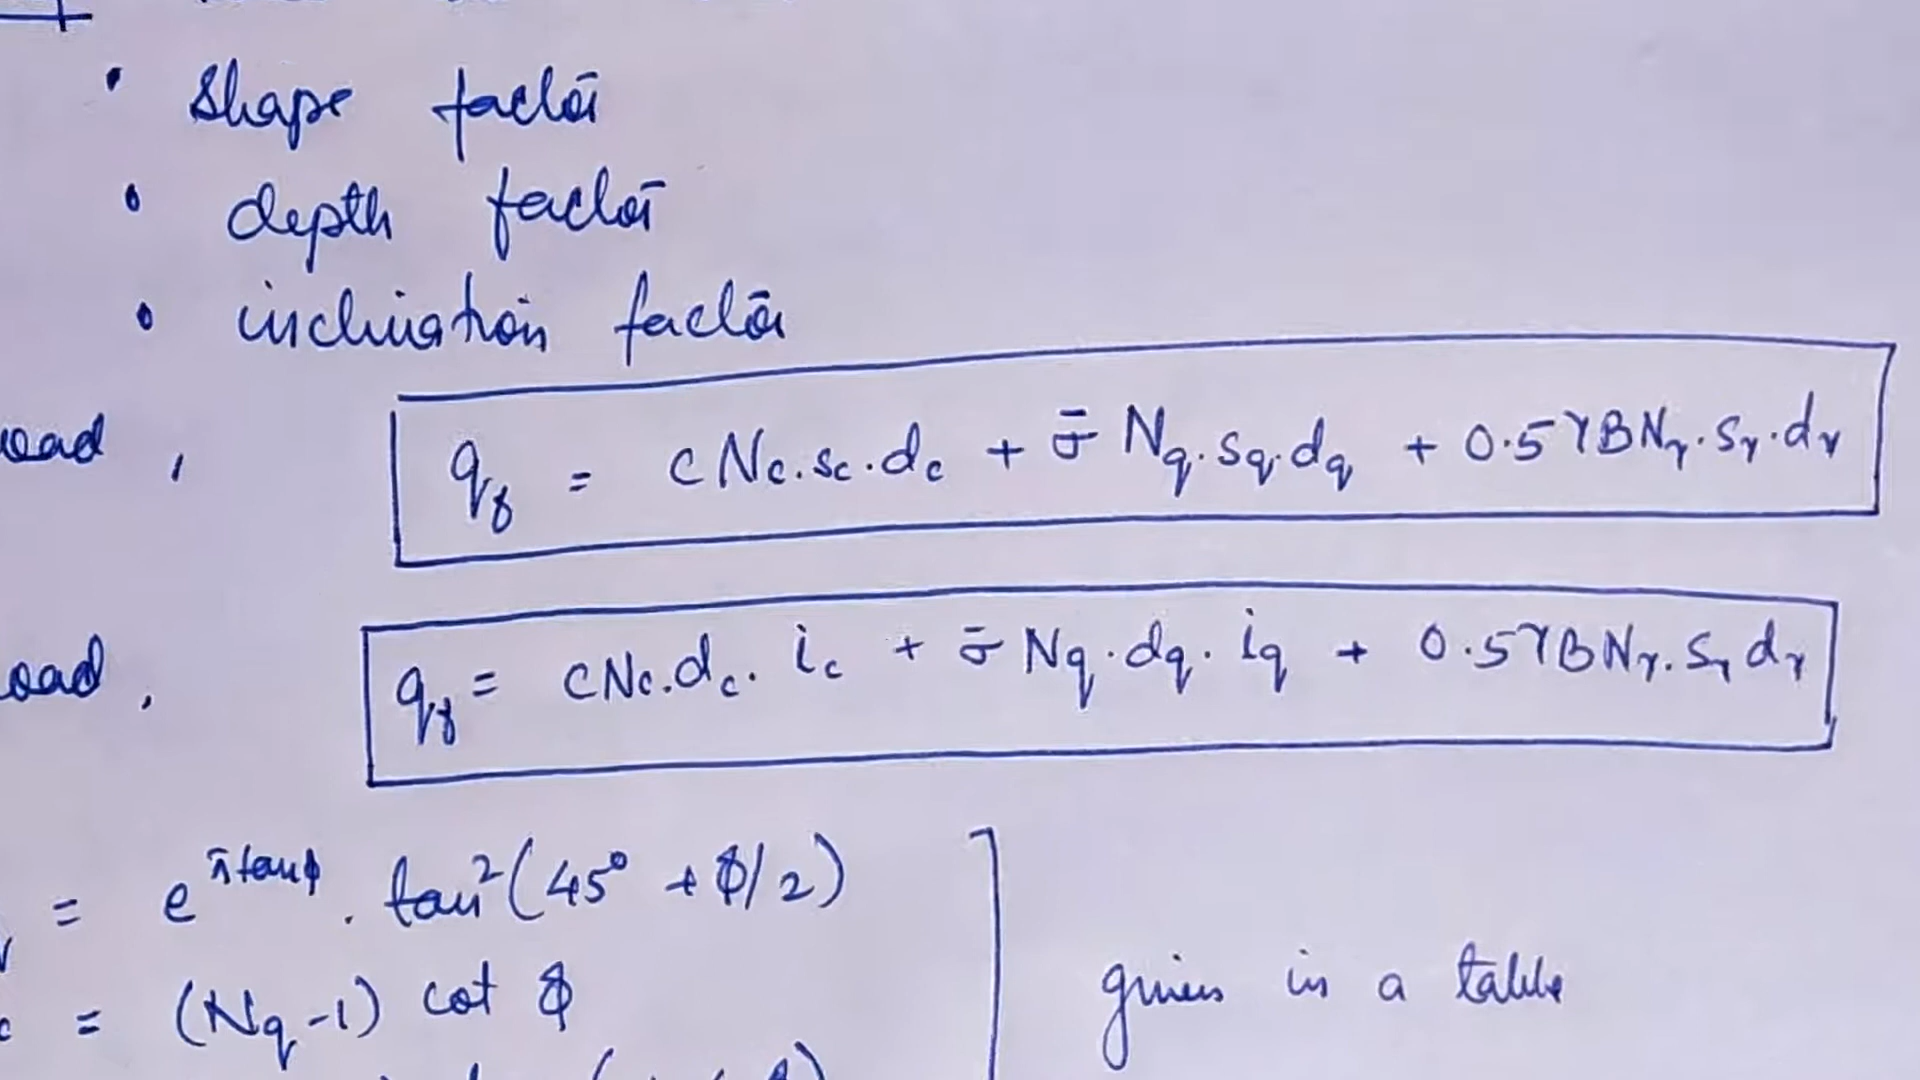 • Shape factor
• depth factor
• inclination factor
oad, qf = cNc.sc.dc + σ̄ Nq.sq.dq + 0.5γBNγ.sγ.dγ
oad, qf = cNc.dc.ic + σ̄ Nq.dq.iq + 0.5γBNγ.sγ dγ
= e^π tanϕ . tan²(45° + ϕ/2)
c = (Nq-1) cot ϕ
given in a table